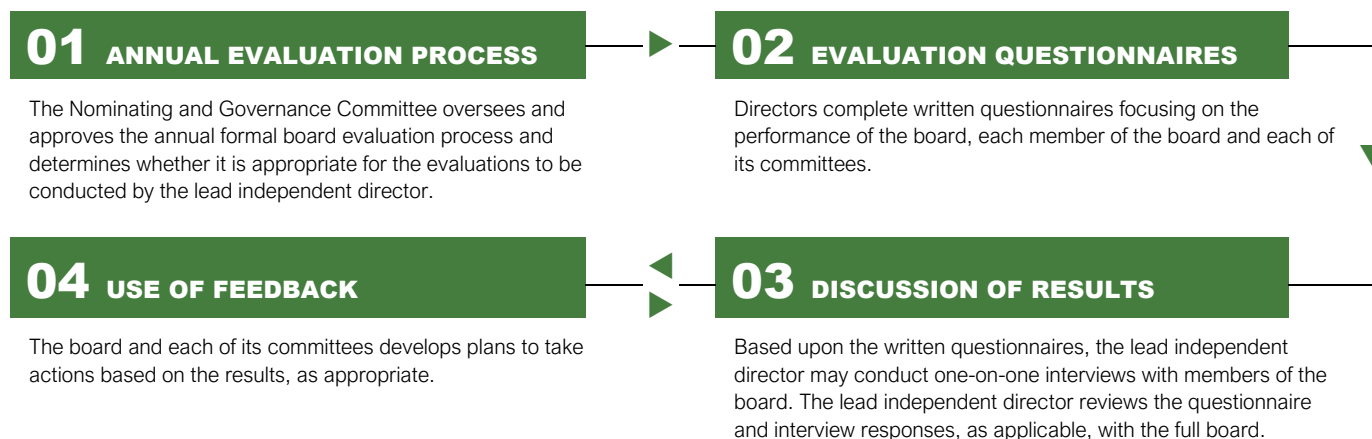 01 ANNUAL EVALUATION PROCESS
The Nominating and Governance Committee oversees and
approves the annual formal board evaluation process and
determines whether it is appropriate for the evaluations to be
conducted by the lead independent director.
02 EVALUATION QUESTIONNAIRES
Directors complete written questionnaires focusing on the
performance of the board, each member of the board and each of
its committees.
03 DISCUSSION OF RESULTS
Based upon the written questionnaires, the lead independent
director may conduct one-on-one interviews with members of the
board. The lead independent director reviews the questionnaire
and interview responses, as applicable, with the full board.
04 USE OF FEEDBACK
The board and each of its committees develops plans to take
actions based on the results, as appropriate.